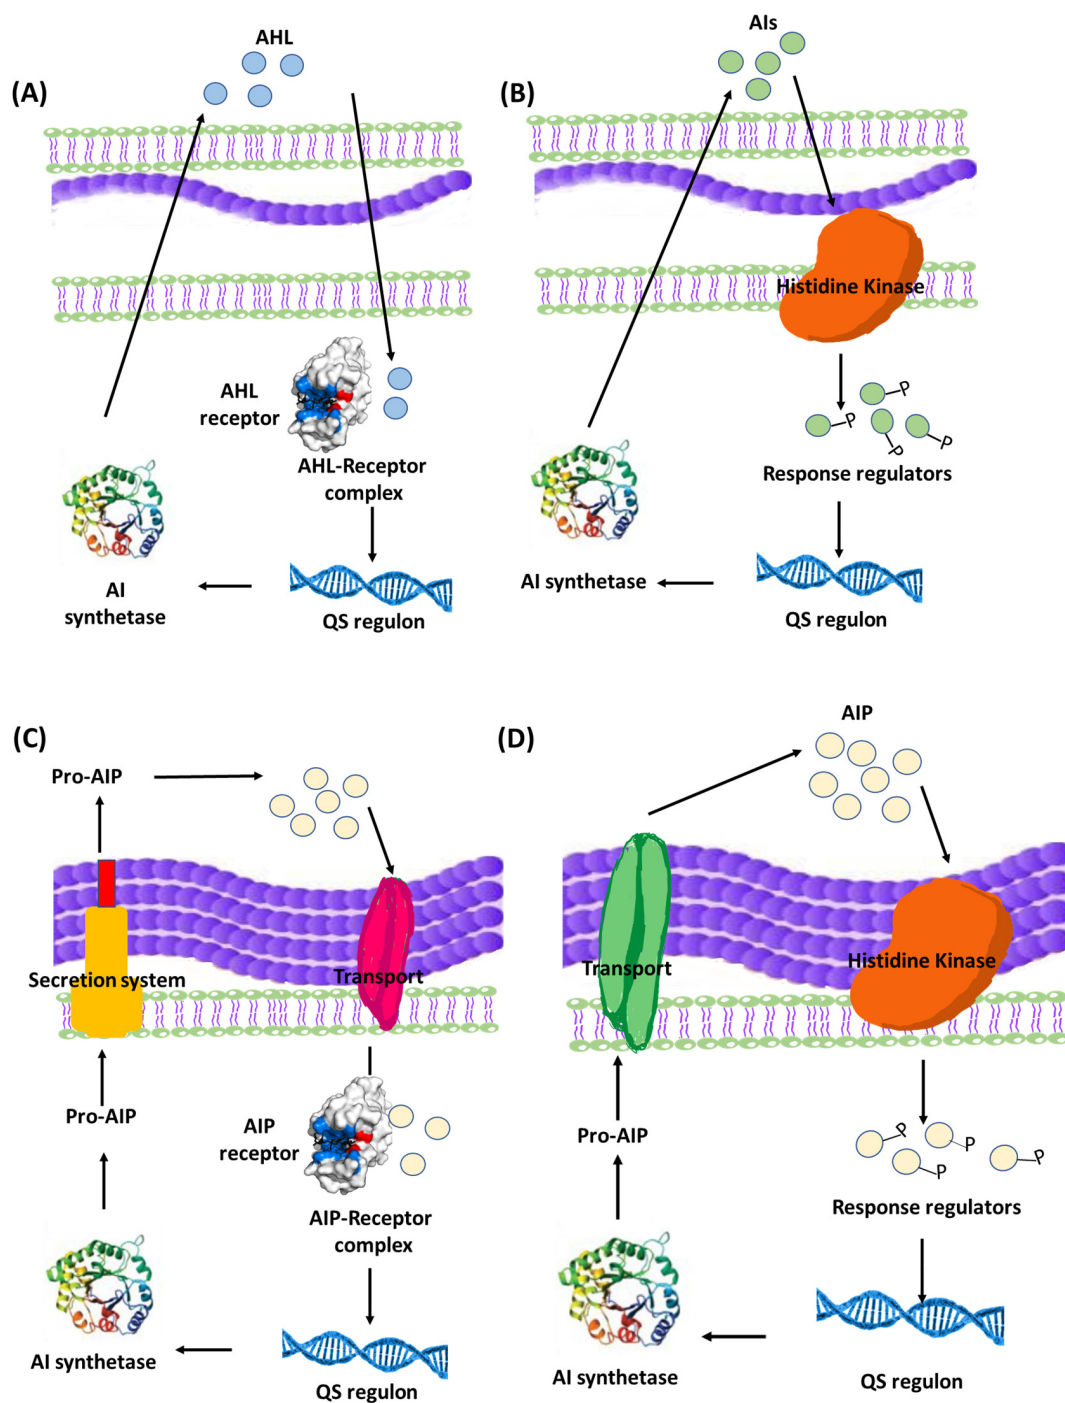 (A)
AHL
AHL
receptor
AHL-Receptor
complex
AI
synthetase
QS regulon
(B)
AIs
Histidine Kinase
P
P
P
P
Response regulators
AI synthetase
QS regulon
(C)
Pro-AIP
Secretion system
Transport
Pro-AIP
AIP
receptor
AIP-Receptor
complex
AI synthetase
QS regulon
(D)
AIP
Transport
Histidine Kinase
Pro-AIP
P
P
P
P
Response regulators
AI synthetase
QS regulon